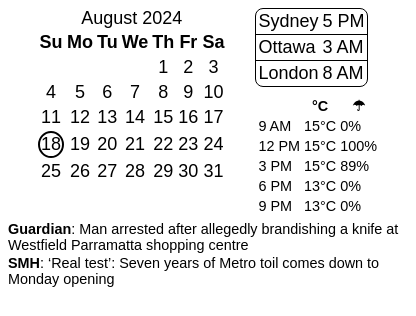 August 2024
Su Mo Tu We Th Fr Sa
1 2 3
4 5 6 7 8 9 10
11 12 13 14 15 16 17
18 19 20 21 22 23 24
25 26 27 28 29 30 31
Sydney 5 PM
Ottawa 3 AM
London 8 AM
°C ☂
9 AM 15°C 0%
12 PM 15°C 100%
3 PM 15°C 89%
6 PM 13°C 0%
9 PM 13°C 0%
Guardian: Man arrested after allegedly brandishing a knife at
Westfield Parramatta shopping centre
SMH: ‘Real test’: Seven years of Metro toil comes down to
Monday opening